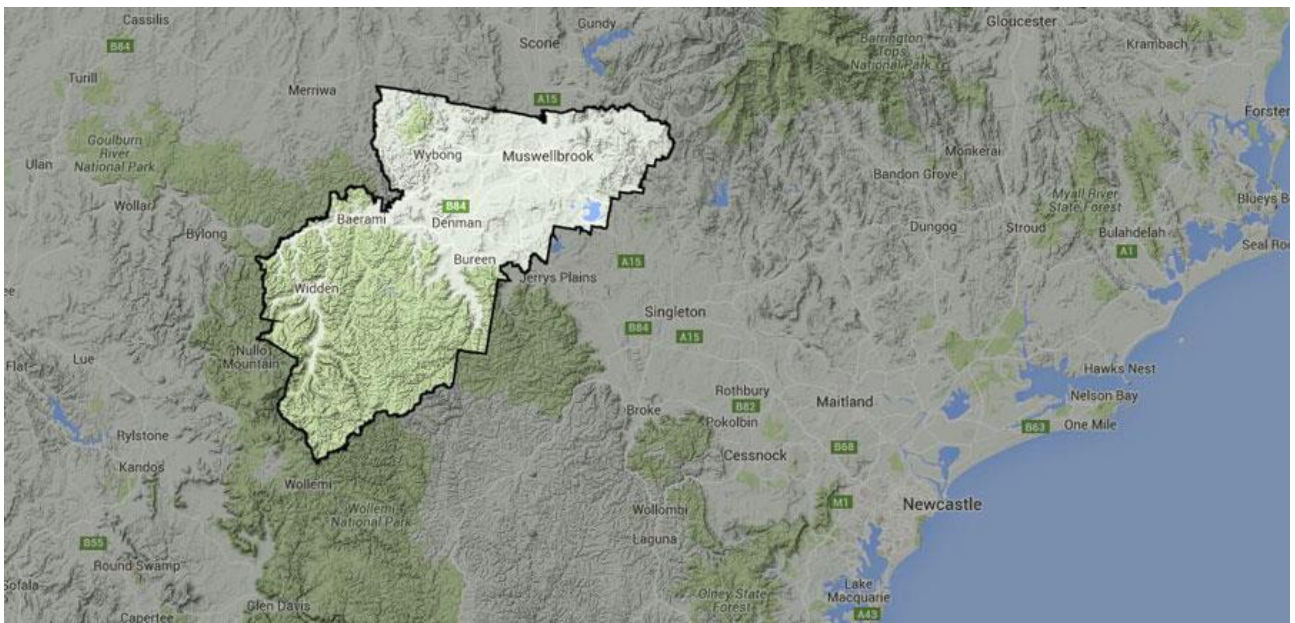 Cassilis
Gundy
Gloucester
B84
Scone
Barrington
Tops
National Park
Krambach
Turill
Merriwa
A15
Forster
Goulburn
River
National Park
Ulan
Wybong
Muswellbrook
Monkerai
Bandon Grove
Myall River
State Forest
Wollar
Blueys B
Bylong
Baerami
B84
Denman
Dungog
Stroud
Bulahdelah
A1
Seal Roc
Bureen
A15
Jerrys Plains
ee
Widden
Singleton
B84
A15
Nullo
Mountain
Lue
Flat
Hawks Nest
Rothbury
Nelson Bay
Maitland
Broke
B82
Pokolbin
One Mile
B63
Rylstone
B68
Cessnock
Kandos
Wollemi
M1
Newcastle
Wollemi
National Park
Wollombi
Laguna
B55
Round Swamp
Sofala
Lake
Macquarie
Olney State
Forest
Glen Davis
Capertee
A43